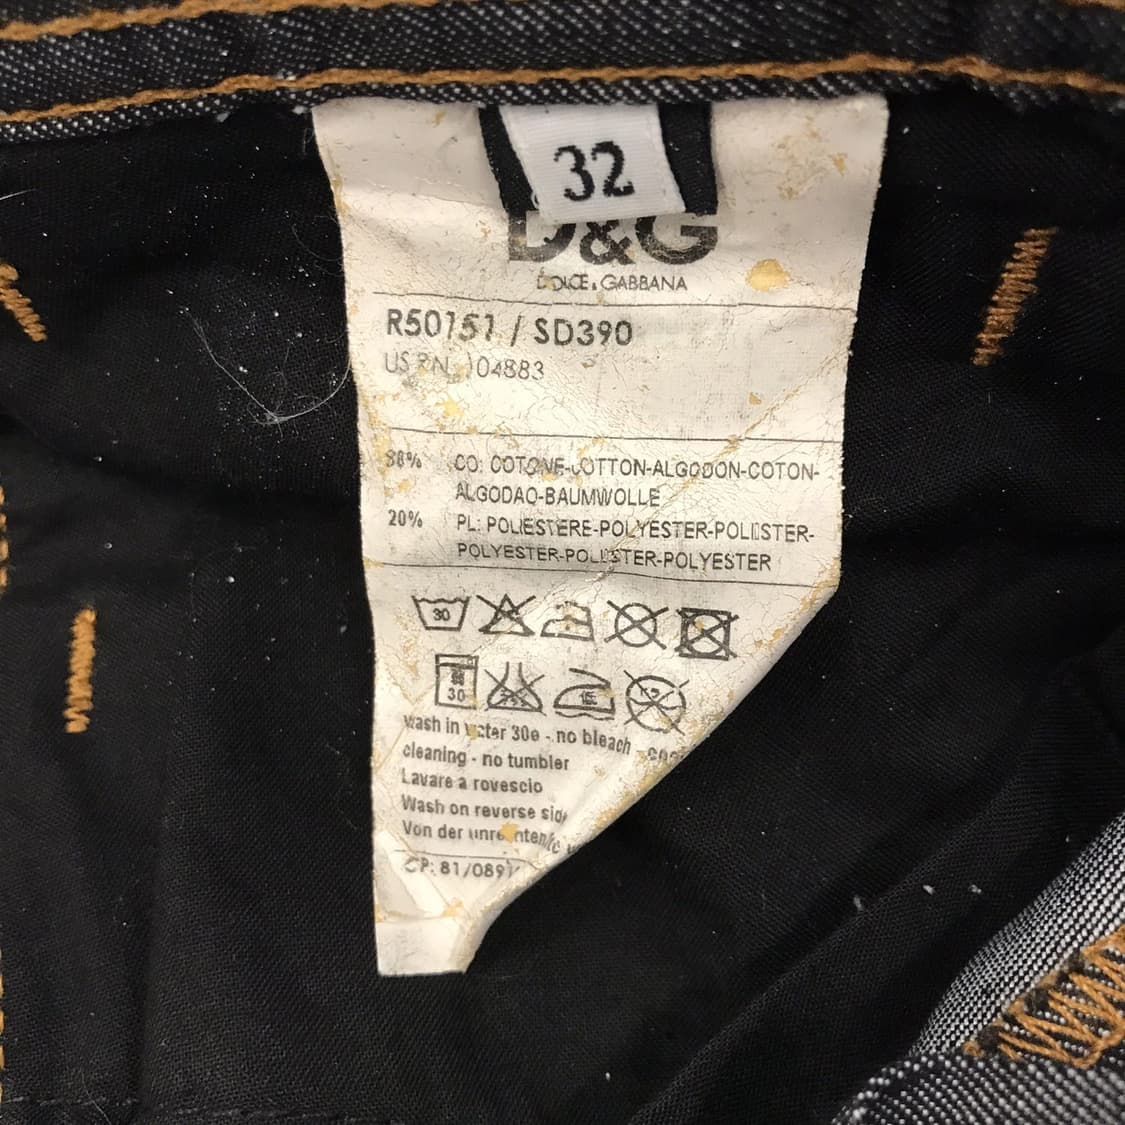 32
D&G
DOLCE & GABBANA
R50151 / SD390
US RN 104883
80% CO: COTONE-COTTON-ALGODON-COTON-
ALGODAO-BAUMWOLLE
20% PL: POLIESTERE-POLYESTER-POLIESTER-
POLYESTER-POLIESTER-POLYESTER
30
30
wash in water 30° - no bleach -
cleaning - no tumbler
Lavare a rovescio
Wash on reverse side
Von der
CP: 81/089